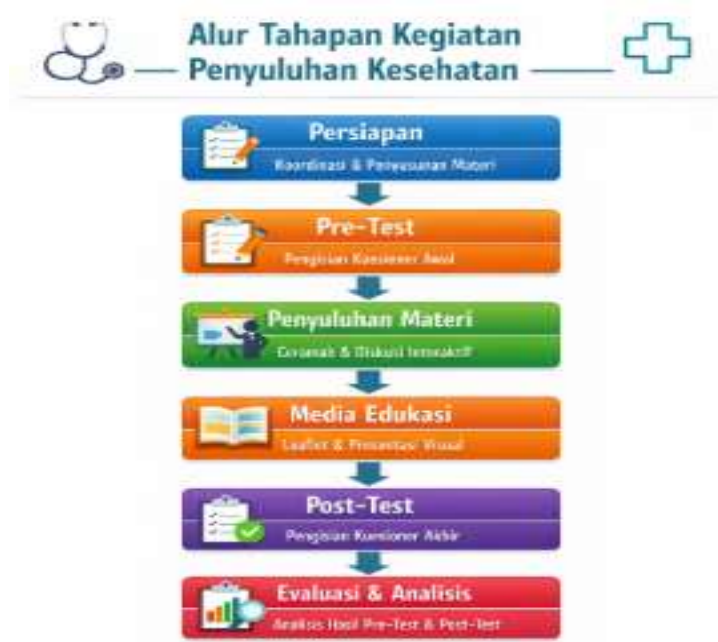 Alur Tahapan Kegiatan
Penyuluhan Kesehatan
Persiapan
Koordinasi & Penyusunan Materi
Pre-Test
Pengisian Kuesioner Awal
Penyuluhan Materi
Ceramah & Diskusi Interaktif
Media Edukasi
Leaflet & Presentasi Visual
Post-Test
Pengisian Kuesioner Akhir
Evaluasi & Analisis
Analisis Hasil Pre-Test & Post-Test